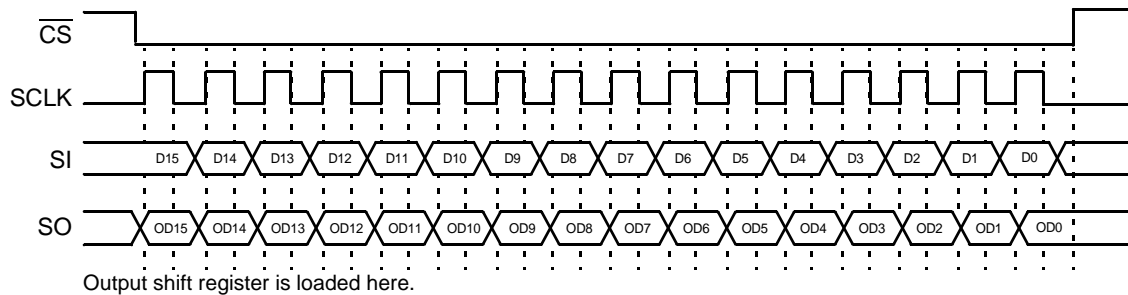 CS
SCLK
SI D15 D14 D13 D12 D11 D10 D9 D8 D7 D6 D5 D4 D3 D2 D1 D0
SO OD15 OD14 OD13 OD12 OD11 OD10 OD9 OD8 OD7 OD6 OD5 OD4 OD3 OD2 OD1 OD0
Output shift register is loaded here.